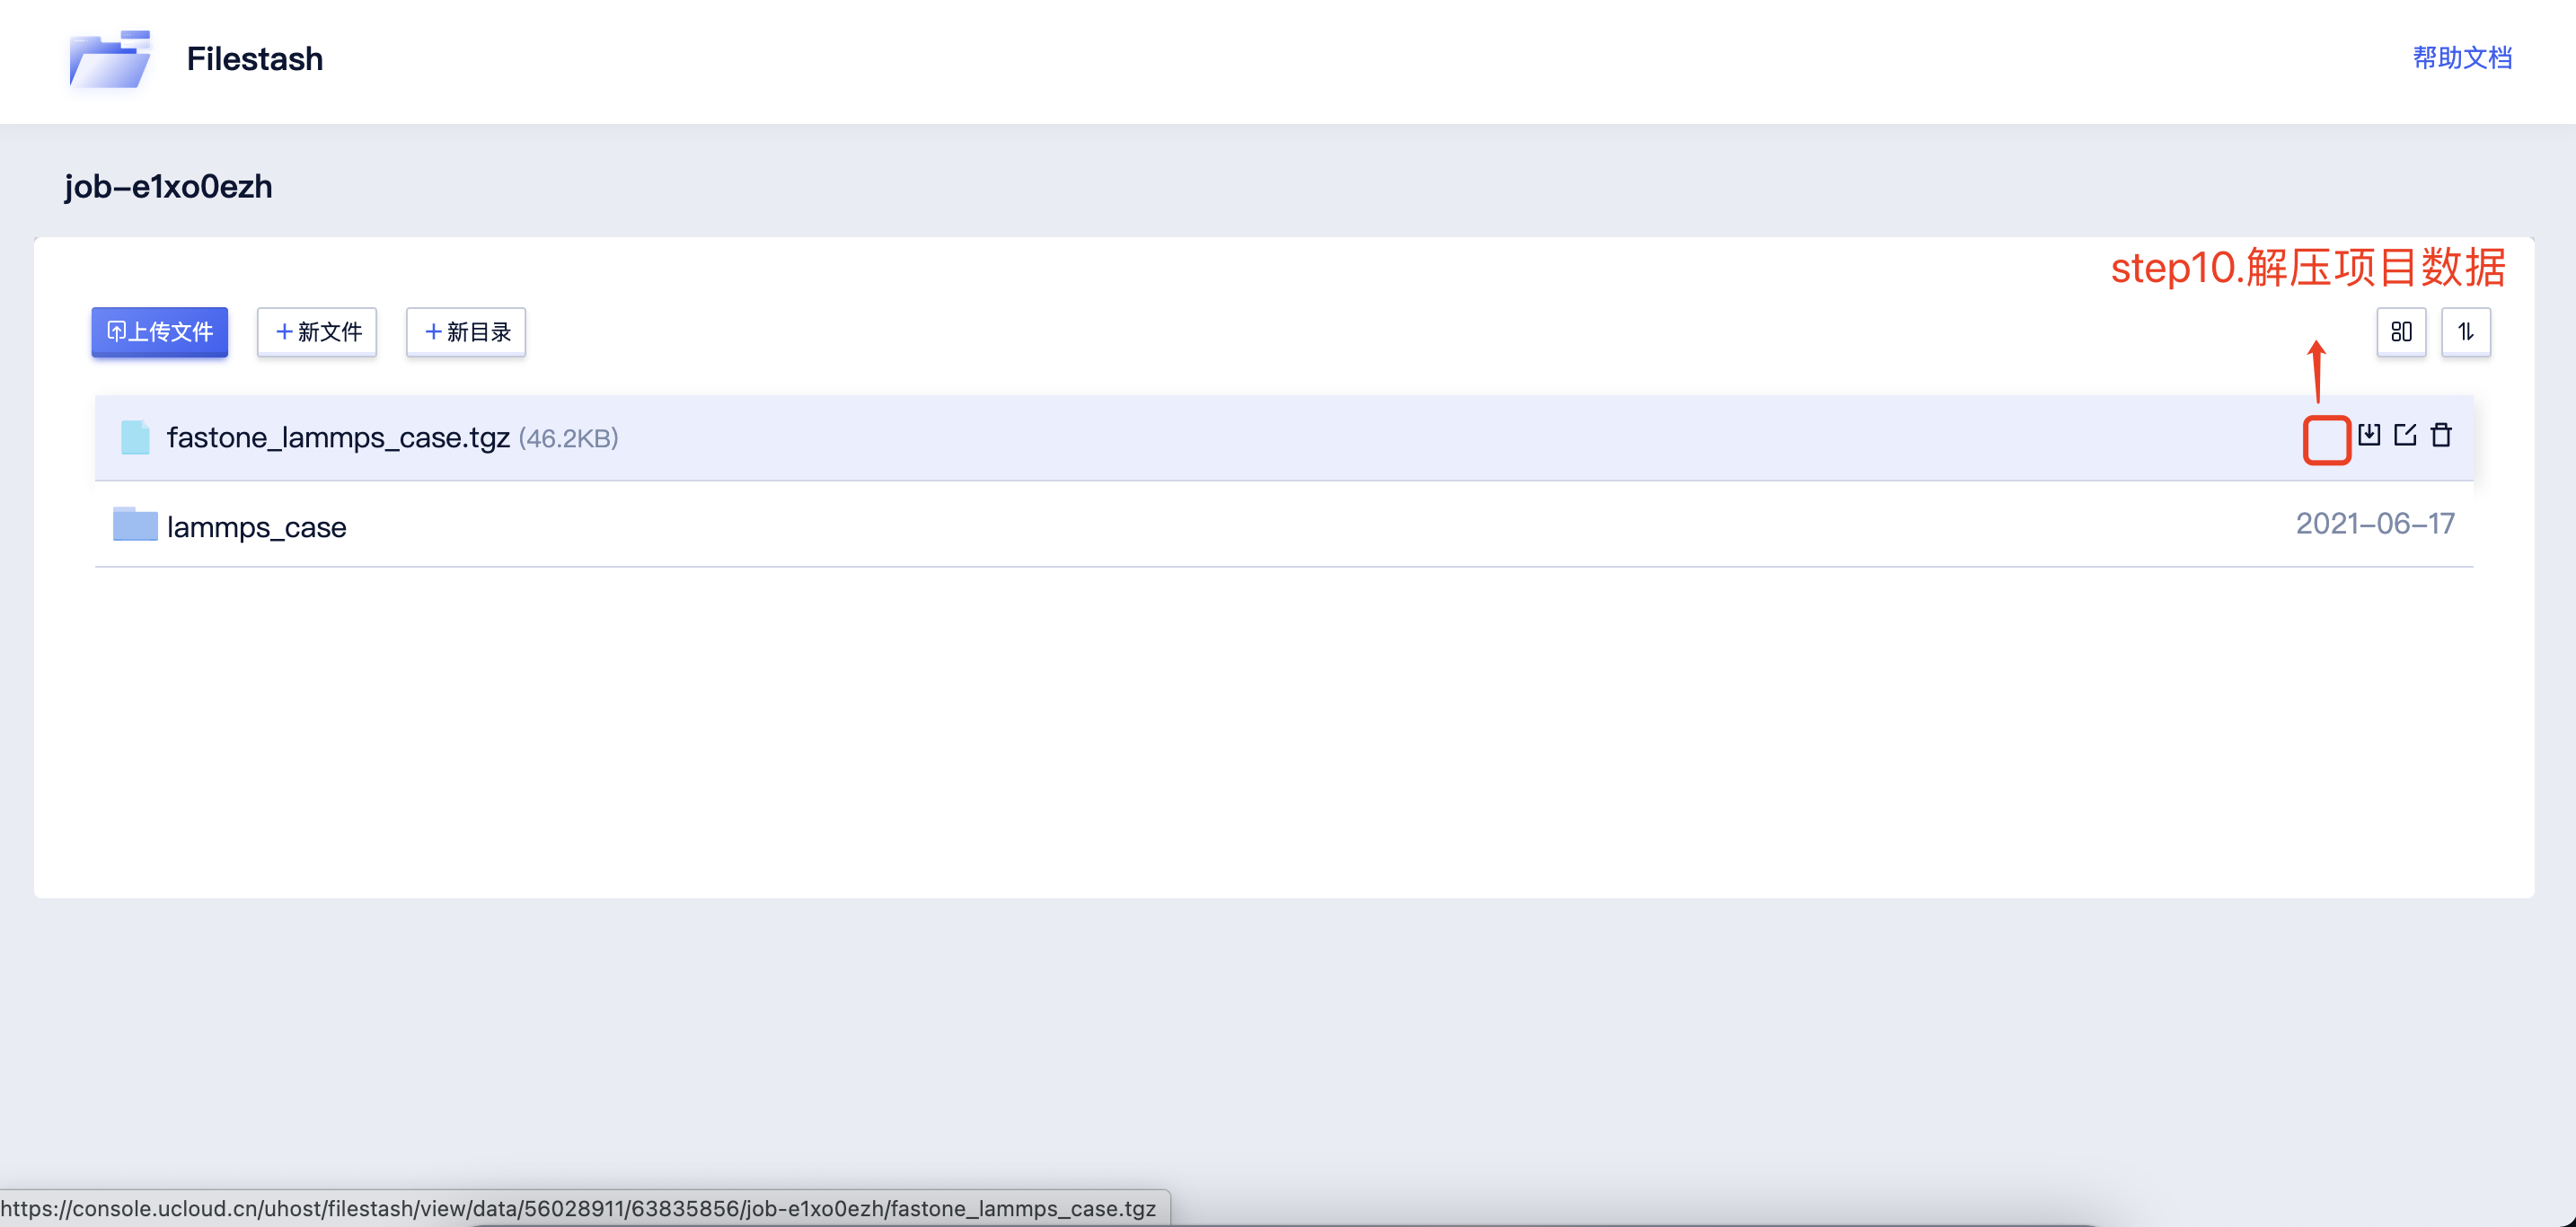 Filestash
帮助文档
job-e1xo0ezh
step10.解压项目数据
上传文件
+ 新文件
+ 新目录
fastone_lammps_case.tgz (46.2KB)
lammps_case
2021-06-17
https://console.ucloud.cn/uhost/filestash/view/data/56028911/63835856/job-e1xo0ezh/fastone_lammps_case.tgz